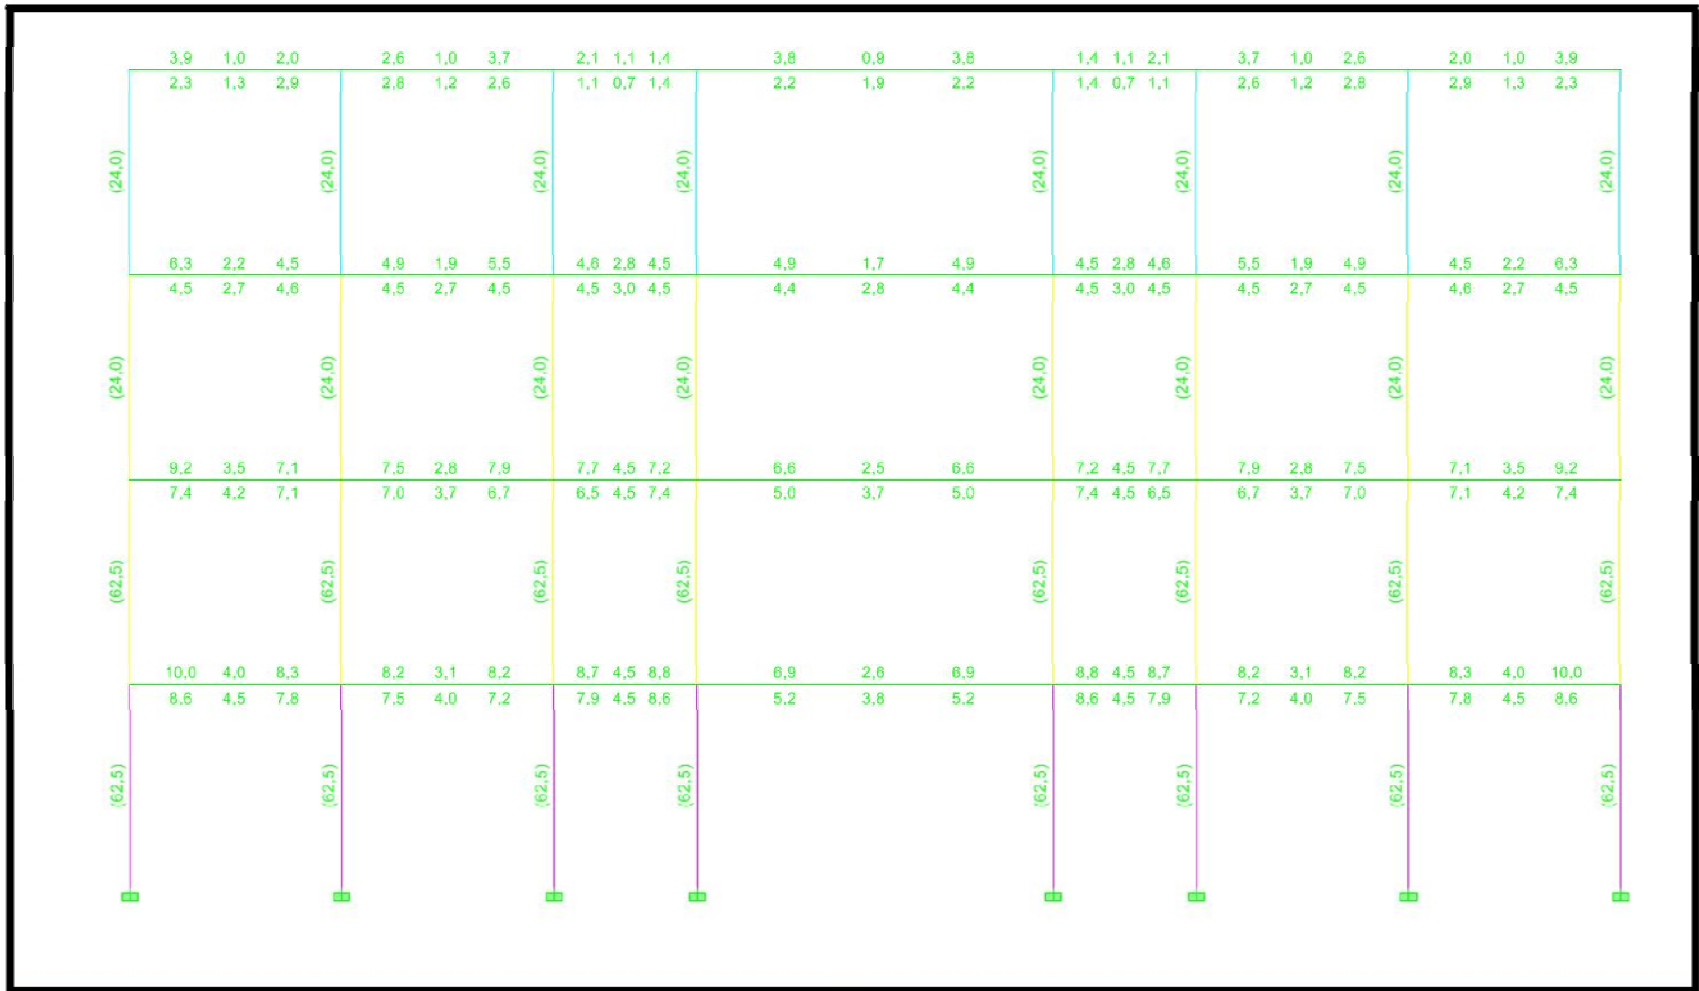 3,9 1,0 2,0 2,6 1,0 3,7 2,1 1,1 1,4 3,8 0,9 3,8 1,4 1,1 2,1 3,7 1,0 2,6 2,0 1,0 3,9
2,3 1,3 2,9 2,8 1,2 2,6 1,1 0,7 1,4 2,2 1,9 2,2 1,4 0,7 1,1 2,6 1,2 2,8 2,9 1,3 2,3
(24,0) (24,0) (24,0) (24,0) (24,0) (24,0) (24,0) (24,0)
6,3 2,2 4,5 4,9 1,9 5,5 4,6 2,8 4,5 4,9 1,7 4,9 4,5 2,8 4,6 5,5 1,9 4,9 4,5 2,2 6,3
4,5 2,7 4,6 4,5 2,7 4,5 4,5 3,0 4,5 4,4 2,8 4,4 4,5 3,0 4,5 4,5 2,7 4,5 4,6 2,7 4,5
(24,0) (24,0) (24,0) (24,0) (24,0) (24,0) (24,0) (24,0)
9,2 3,5 7,1 7,5 2,8 7,9 7,7 4,5 7,2 6,6 2,5 6,6 7,2 4,5 7,7 7,9 2,8 7,5 7,1 3,5 9,2
7,4 4,2 7,1 7,0 3,7 6,7 6,5 4,5 7,4 5,0 3,7 5,0 7,4 4,5 6,5 6,7 3,7 7,0 7,1 4,2 7,4
(62,5) (62,5) (62,5) (62,5) (62,5) (62,5) (62,5) (62,5)
10,0 4,0 8,3 8,2 3,1 8,2 8,7 4,5 8,8 6,9 2,6 6,9 8,8 4,5 8,7 8,2 3,1 8,2 8,3 4,0 10,0
8,6 4,5 7,8 7,5 4,0 7,2 7,9 4,5 8,6 5,2 3,8 5,2 8,6 4,5 7,9 7,2 4,0 7,5 7,8 4,5 8,6
(62,5) (62,5) (62,5) (62,5) (62,5) (62,5) (62,5) (62,5)